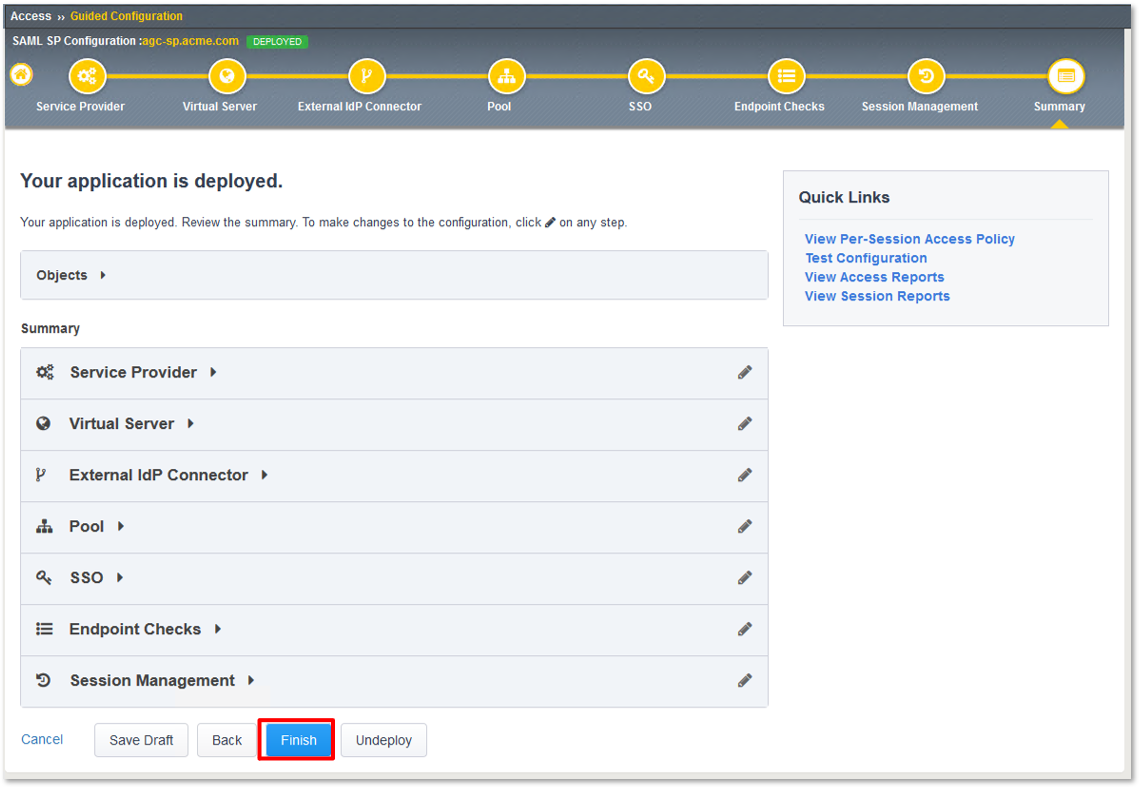 Access ›› Guided Configuration
SAML SP Configuration :agc-sp.acme.com DEPLOYED
Service Provider Virtual Server External IdP Connector Pool SSO Endpoint Checks Session Management Summary
Your application is deployed.
Your application is deployed. Review the summary. To make changes to the configuration, click on any step.
Objects
Summary
Service Provider
Virtual Server
External IdP Connector
Pool
SSO
Endpoint Checks
Session Management
Cancel Save Draft Back Finish Undeploy
Quick Links
View Per-Session Access Policy
Test Configuration
View Access Reports
View Session Reports